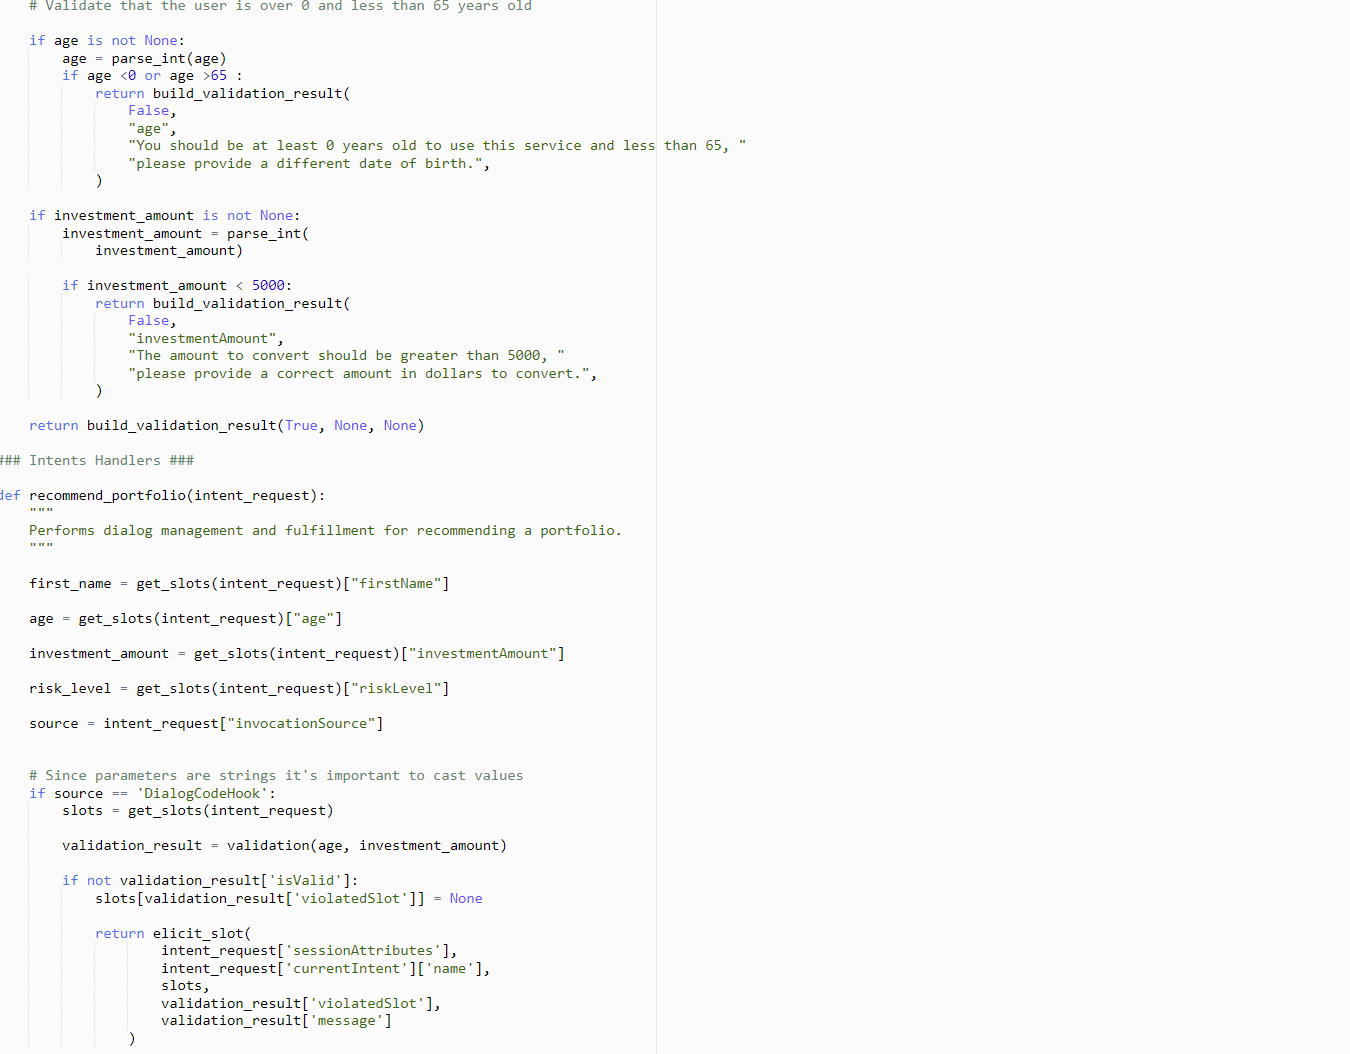 # Validate that the user is over 0 and less than 65 years old
if age is not None:
age = parse_int(age)
if age <0 or age >65 :
return build_validation_result(
False,
"age",
"You should be at least 0 years old to use this service and less than 65, "
"please provide a different date of birth.",
)
if investment_amount is not None:
investment_amount = parse_int(
investment_amount)
if investment_amount < 5000:
return build_validation_result(
False,
"investmentAmount",
"The amount to convert should be greater than 5000, "
"please provide a correct amount in dollars to convert.",
)
return build_validation_result(True, None, None)
### Intents Handlers ###
def recommend_portfolio(intent_request):
"""
Performs dialog management and fulfillment for recommending a portfolio.
"""
first_name = get_slots(intent_request)["firstName"]
age = get_slots(intent_request)["age"]
investment_amount = get_slots(intent_request)["investmentAmount"]
risk_level = get_slots(intent_request)["riskLevel"]
source = intent_request["invocationSource"]
# Since parameters are strings it's important to cast values
if source == 'DialogCodeHook':
slots = get_slots(intent_request)
validation_result = validation(age, investment_amount)
if not validation_result['isValid']:
slots[validation_result['violatedSlot']] = None
return elicit_slot(
intent_request['sessionAttributes'],
intent_request['currentIntent']['name'],
slots,
validation_result['violatedSlot'],
validation_result['message']
)